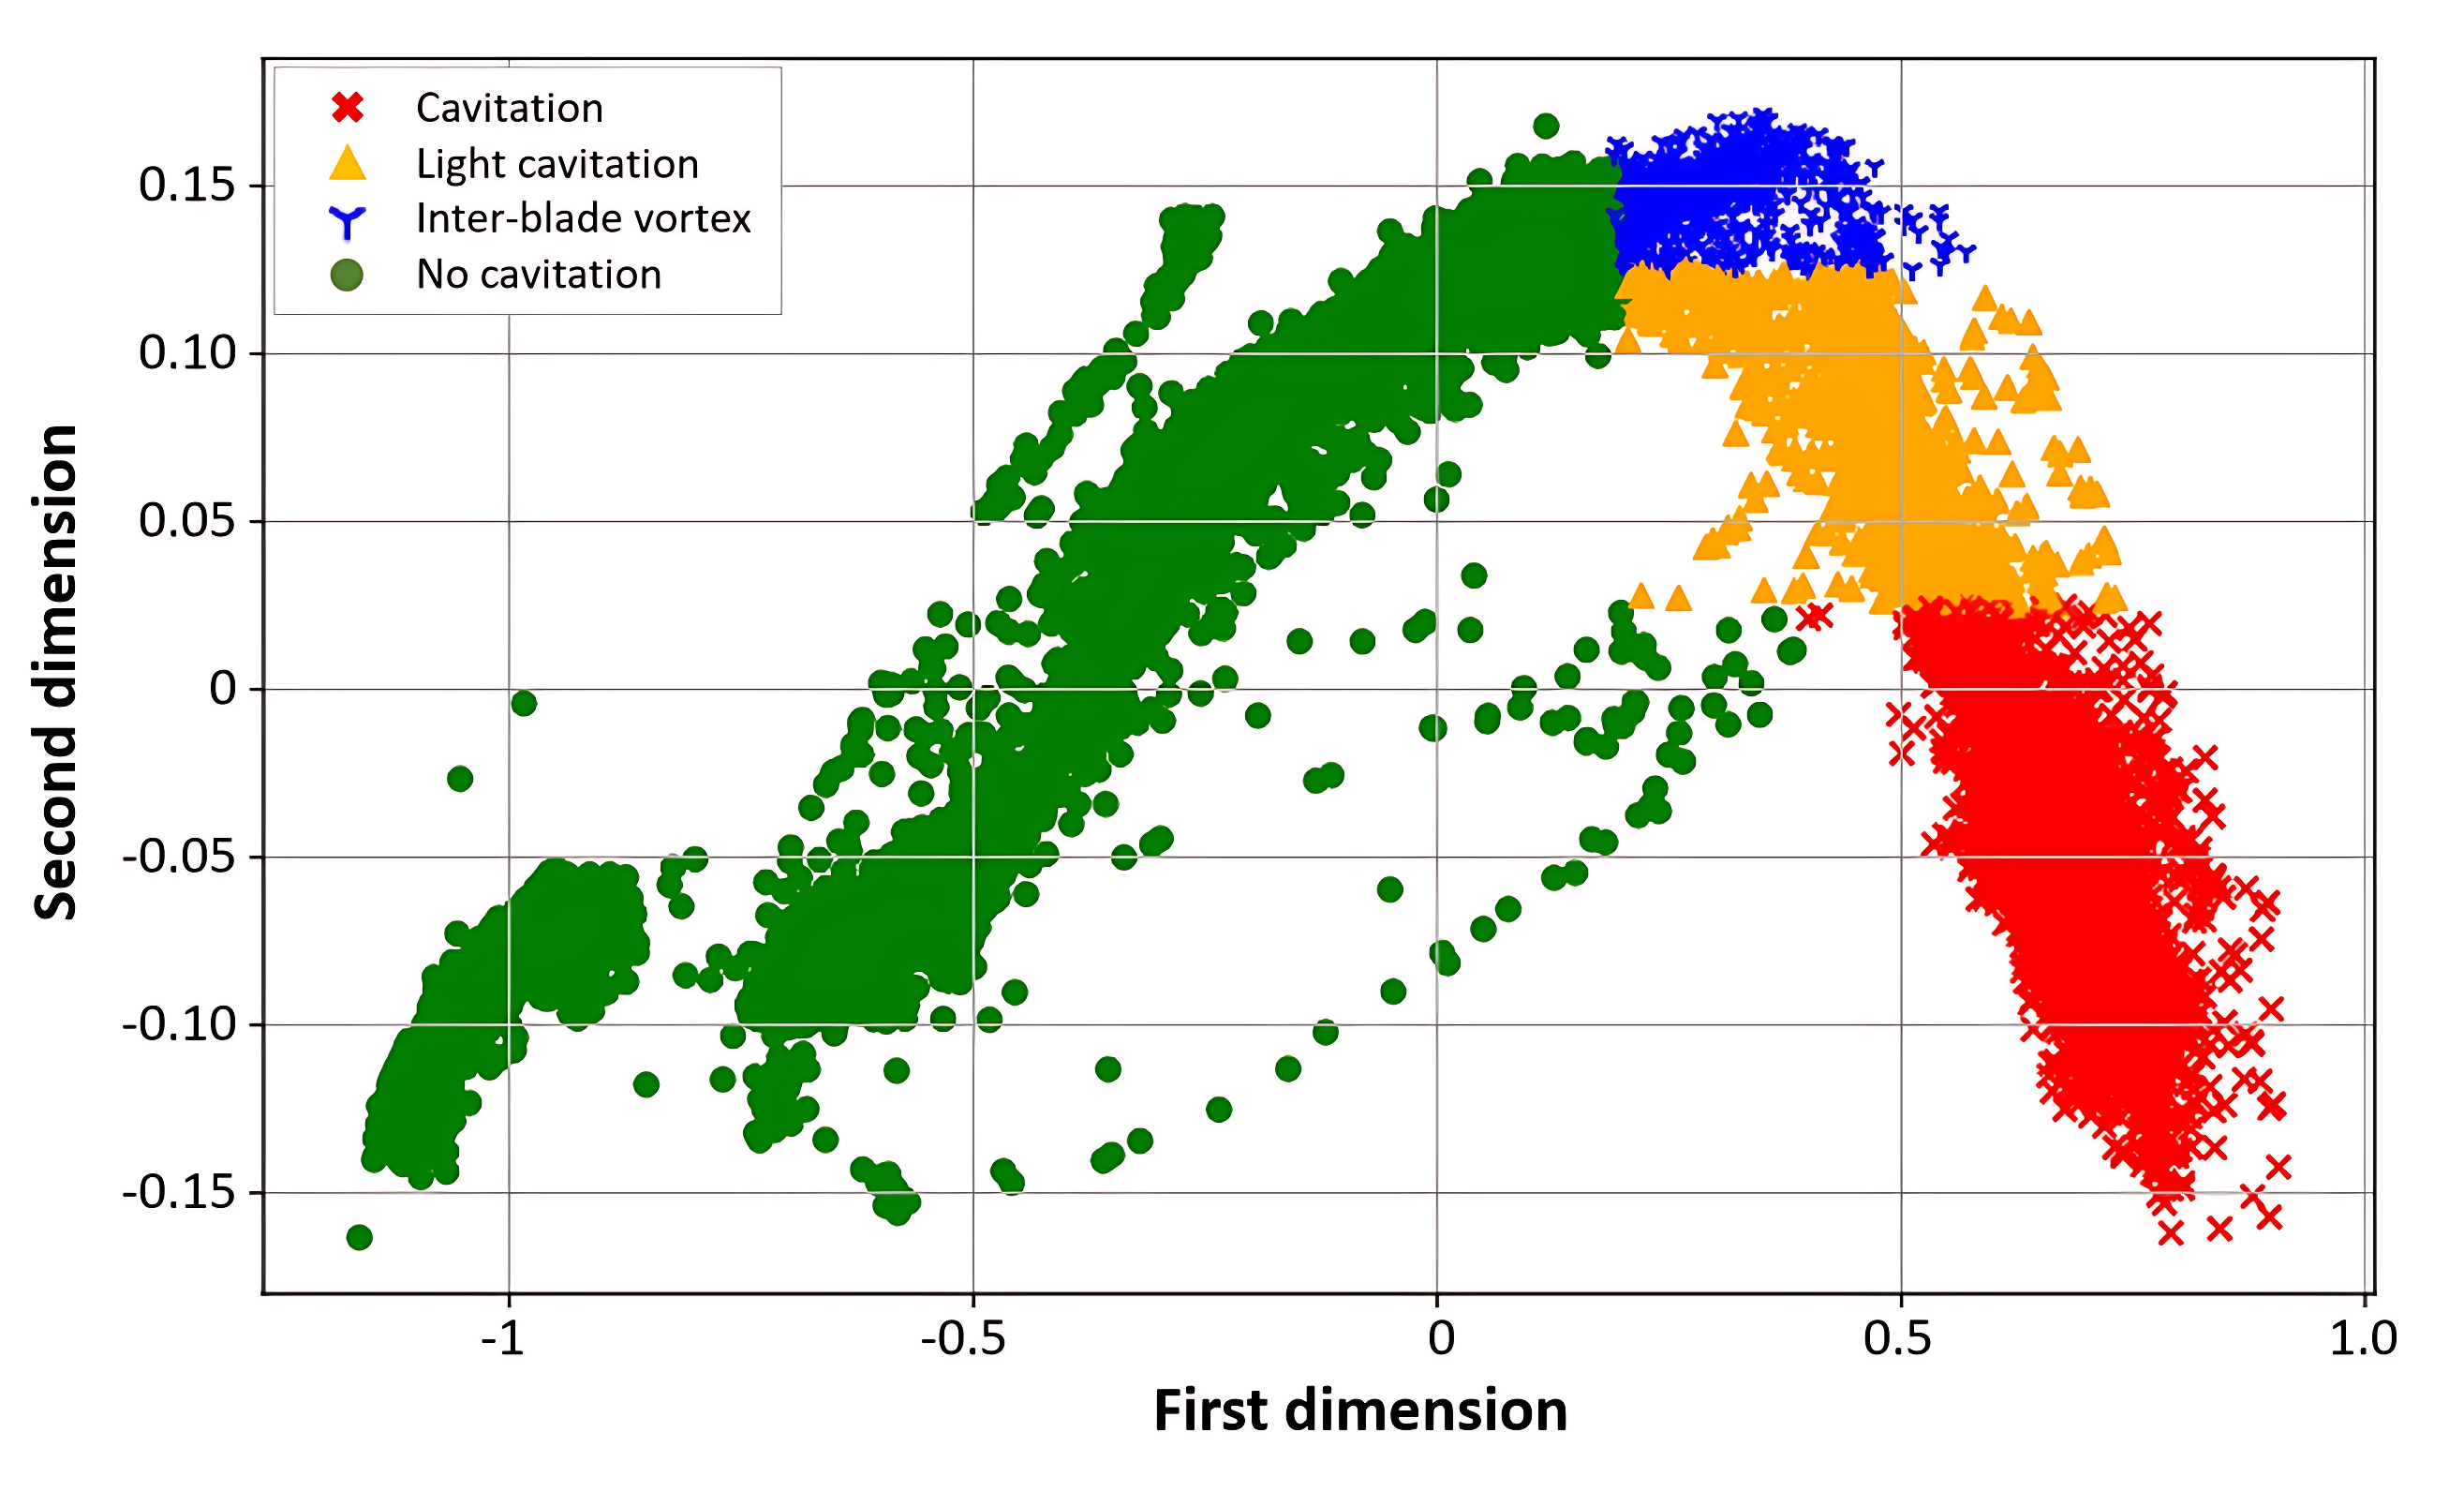 Cavitation
Light cavitation
Inter-blade vortex
No cavitation
0.15
0.10
0.05
0
-0.05
-0.10
-0.15
Second dimension
-1
-0.5
0
0.5
1.0
First dimension